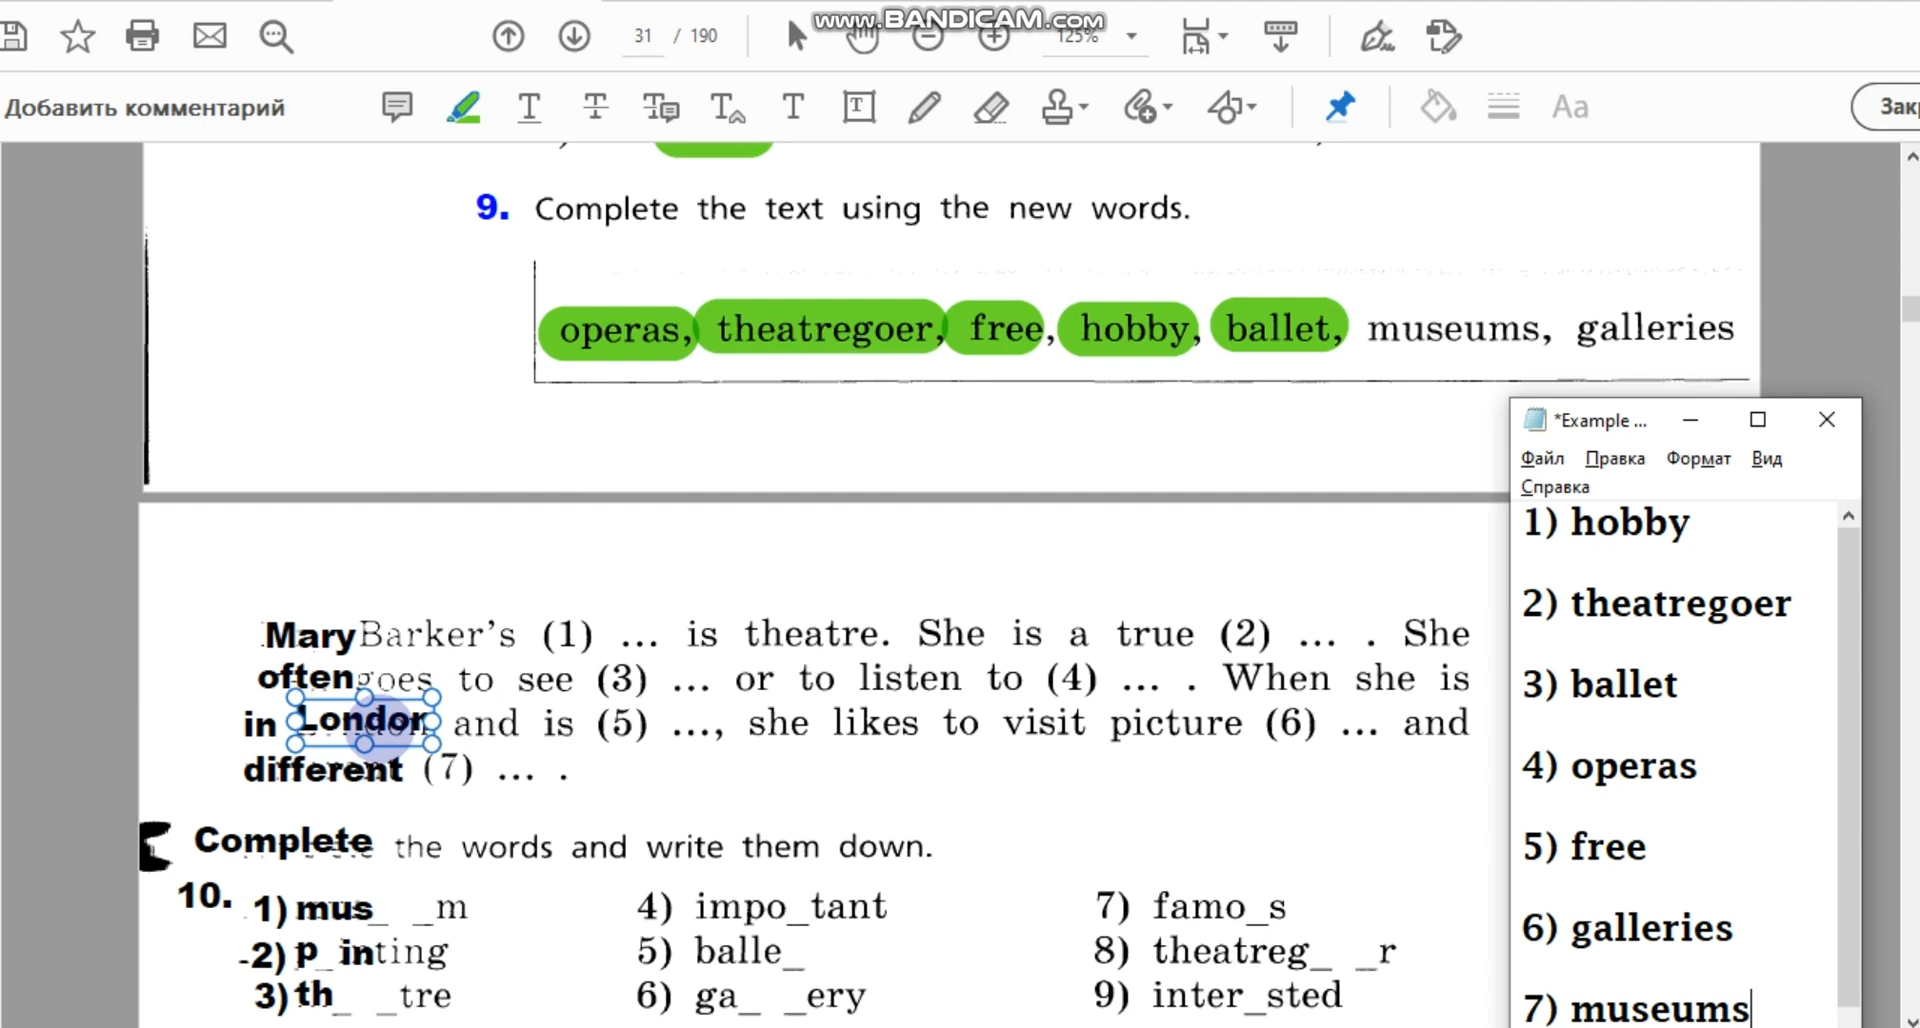 www.BANDICAM.com
31 / 190
125%
Добавить комментарий
Aa
9. Complete the text using the new words.
operas, theatregoer, free, hobby, ballet, museums, galleries
*Example ...
Файл Правка Формат Вид
Справка
1) hobby
2) theatregoer
3) ballet
4) operas
5) free
6) galleries
7) museums
Mary Barker's (1) ... is theatre. She is a true (2) ... . She
often goes to see (3) ... or to listen to (4) ... . When she is
in London and is (5) ..., she likes to visit picture (6) ... and
different (7) ... .
Complete the words and write them down.
10. 1) mus_ _m 4) impo_tant 7) famo_s
2) p_inting 5) balle_ 8) theatreg_ _r
3) th_ _tre 6) ga_ _ery 9) inter_sted